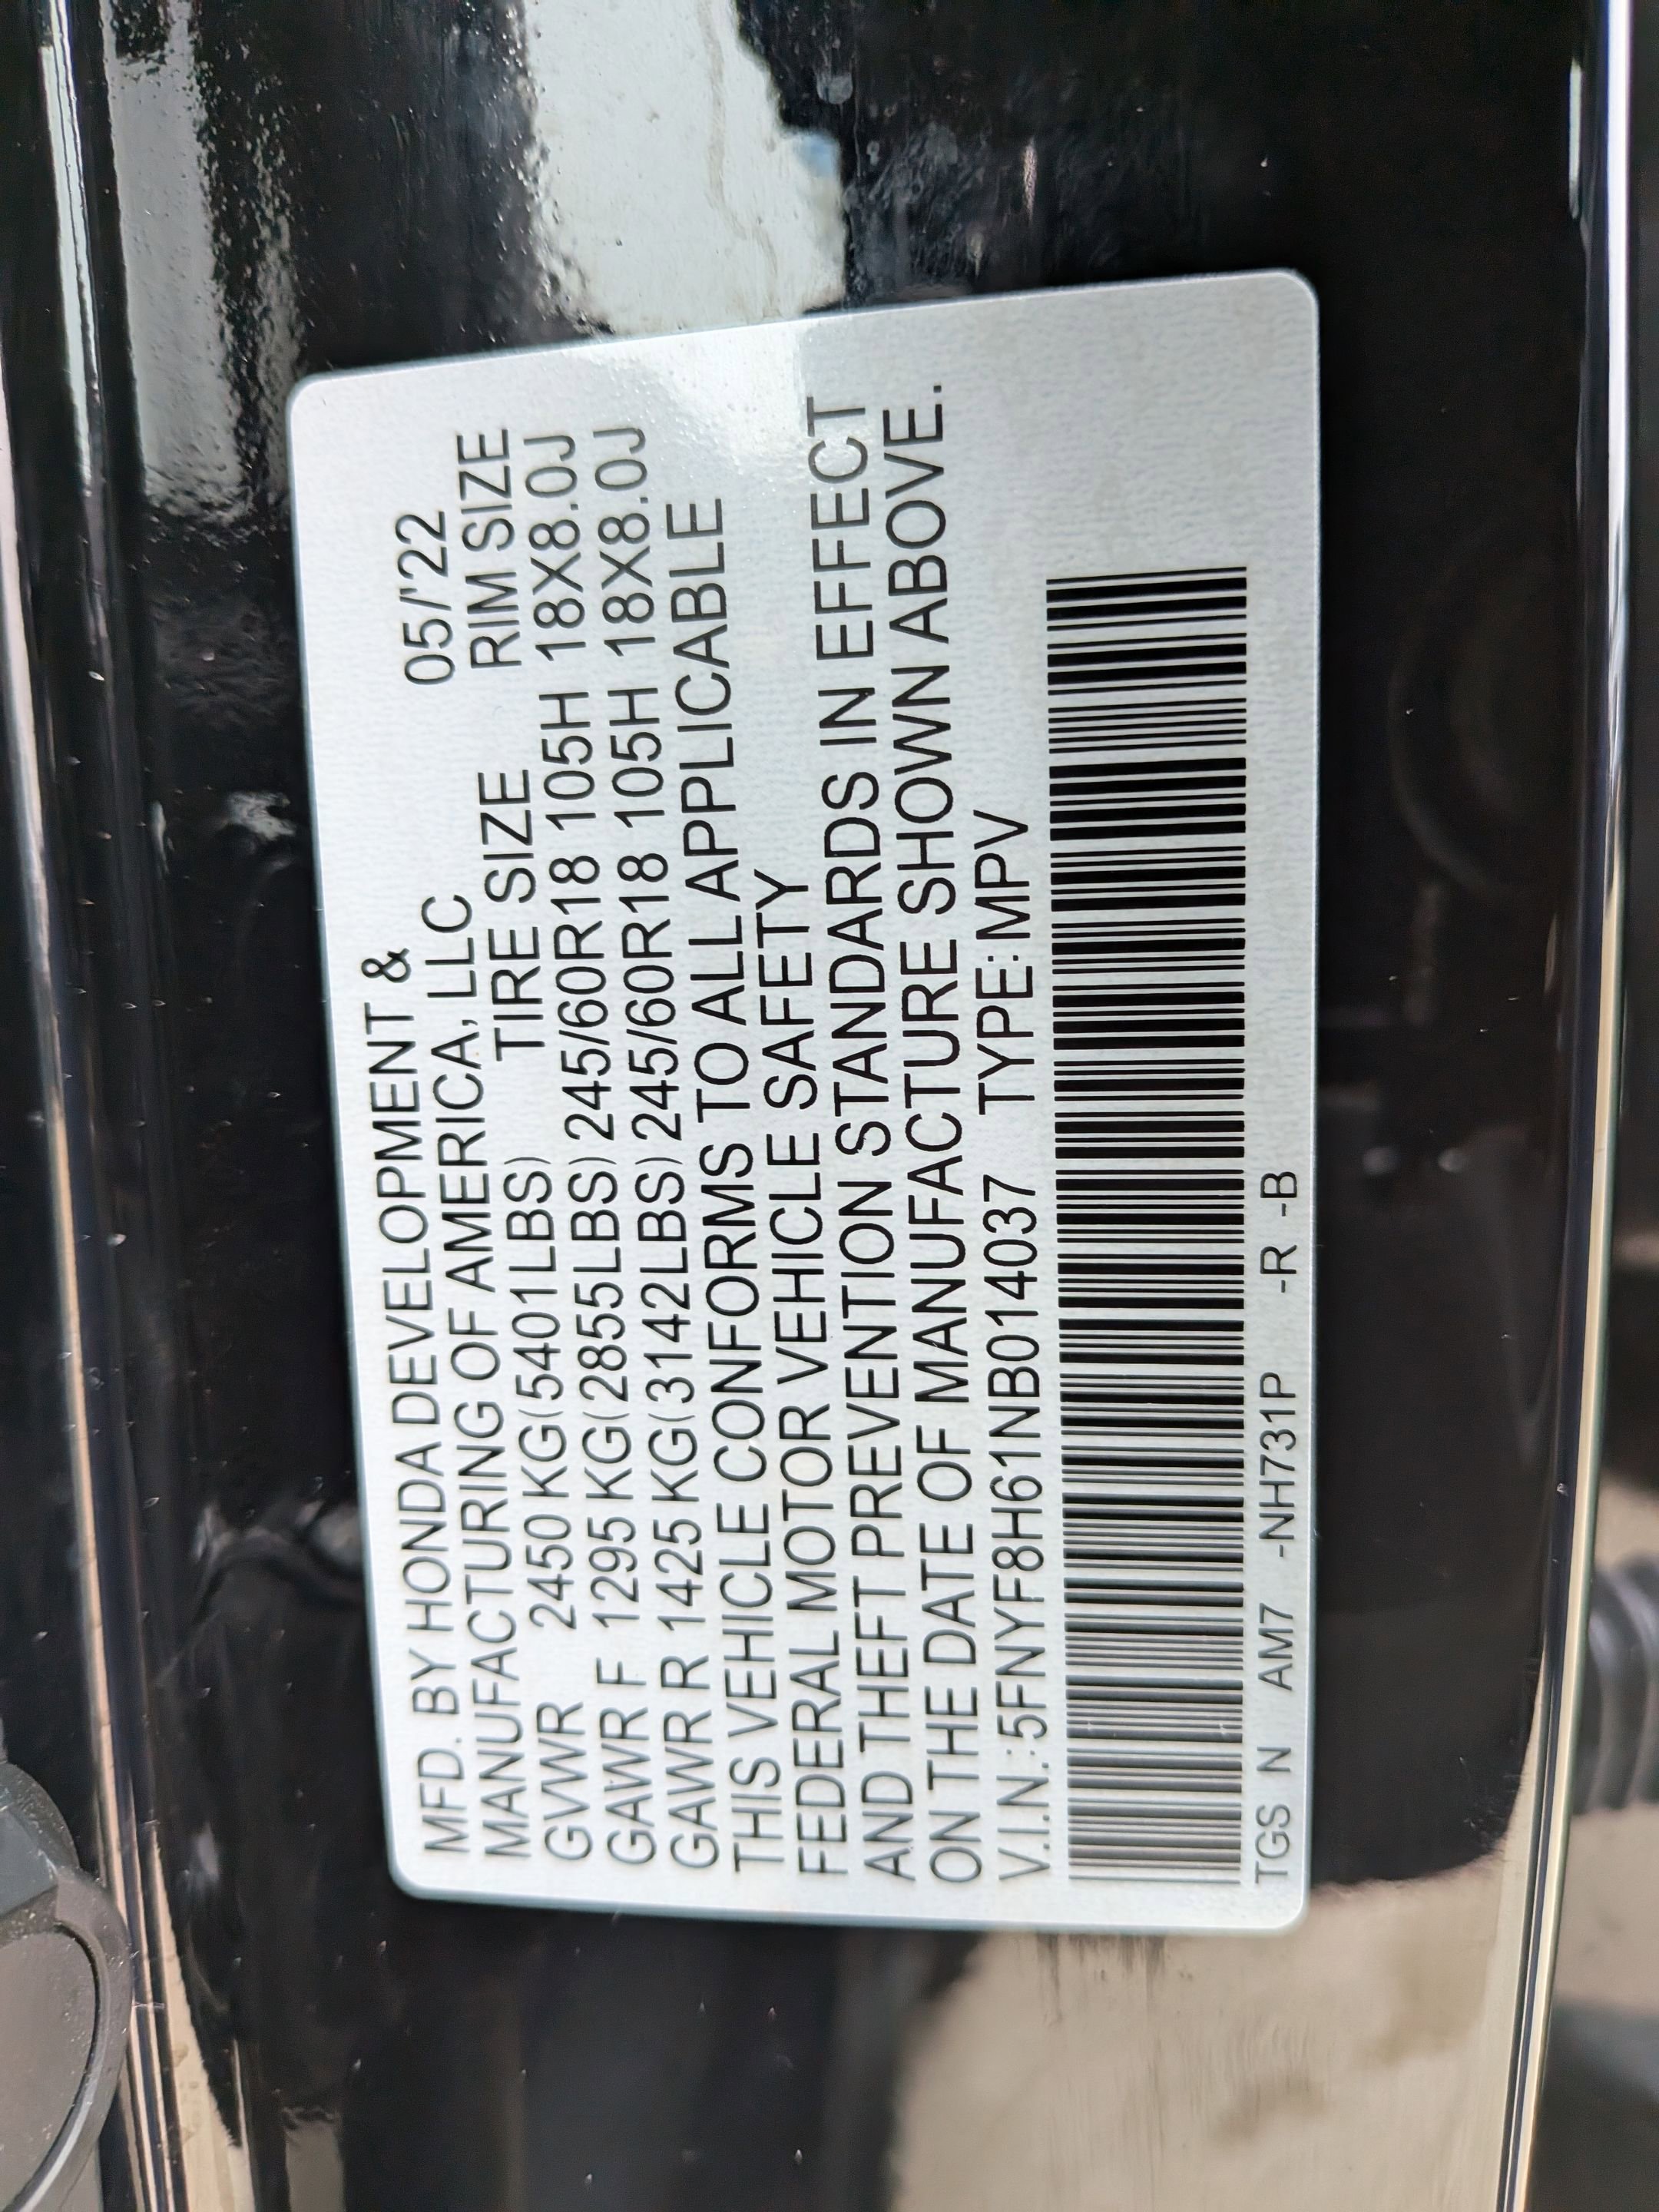 MFD. BY HONDA DEVELOPMENT &
MANUFACTURING OF AMERICA, LLC 05/'22
TIRE SIZE RIM SIZE
GVWR 2450 KG(5401LBS)
GAWR F 1295 KG(2855LBS) 245/60R18 105H 18X8.0J
GAWR R 1425 KG(3142LBS) 245/60R18 105H 18X8.0J
THIS VEHICLE CONFORMS TO ALL APPLICABLE
FEDERAL MOTOR VEHICLE SAFETY
AND THEFT PREVENTION STANDARDS IN EFFECT
ON THE DATE OF MANUFACTURE SHOWN ABOVE.
V.I.N.:5FNYF8H61NB014037 TYPE:MPV
TGS N AM7 -NH731P -R -B